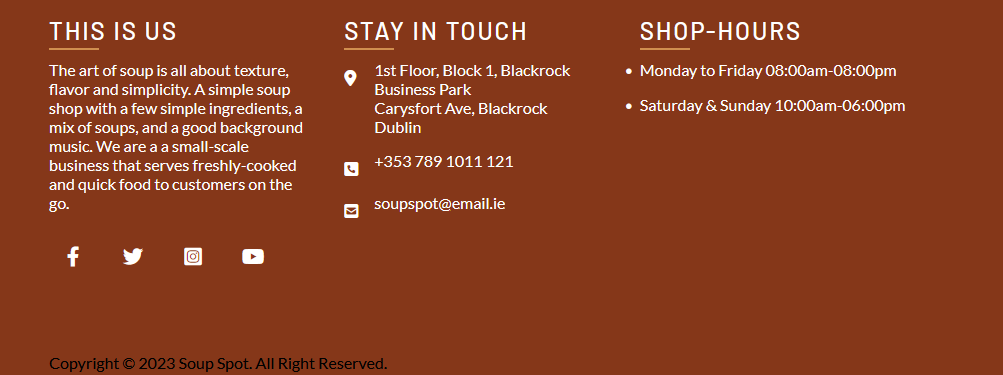 THIS IS US
The art of soup is all about texture,
flavor and simplicity. A simple soup
shop with a few simple ingredients, a
mix of soups, and a good background
music. We are a a small-scale
business that serves freshly-cooked
and quick food to customers on the
go.
STAY IN TOUCH
1st Floor, Block 1, Blackrock
Business Park
Carysfort Ave, Blackrock
Dublin
+353 789 1011 121
soupspot@email.ie
SHOP-HOURS
• Monday to Friday 08:00am-08:00pm
• Saturday & Sunday 10:00am-06:00pm
Copyright © 2023 Soup Spot. All Right Reserved.